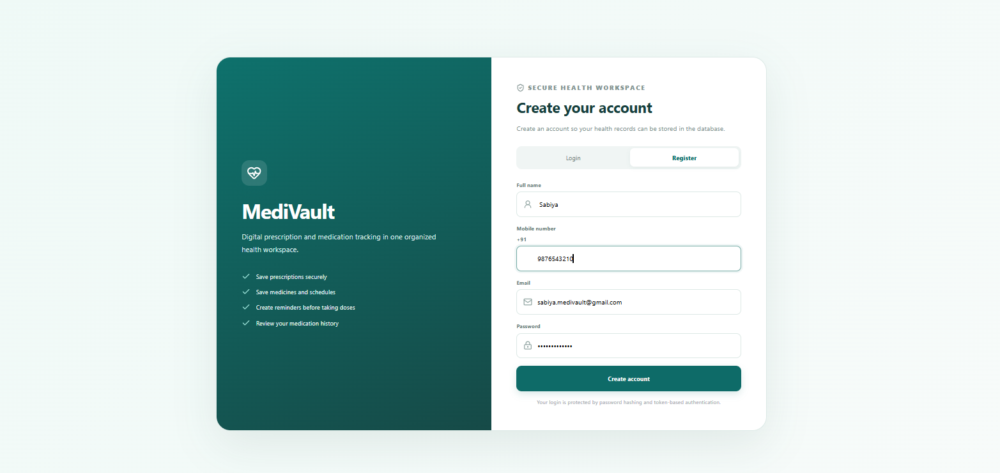 MediVault
Digital prescription and medication tracking in one organized
health workspace.
Save prescriptions securely
Save medicines and schedules
Create reminders before taking doses
Review your medication history
SECURE HEALTH WORKSPACE
Create your account
Create an account so your health records can be stored in the database.
Login Register
Full name
Sabiya
Mobile number
+91
9876543210
Email
sabiya.medivault@gmail.com
Password
•••••••••••••
Create account
Your login is protected by password hashing and token-based authentication.